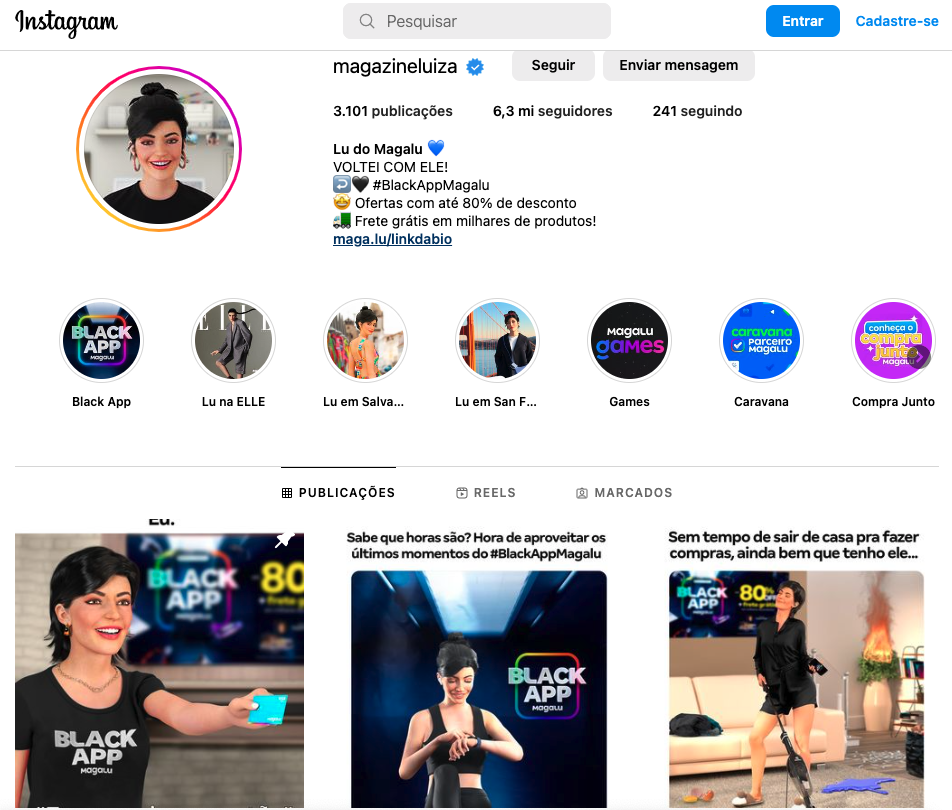 Instagram
Pesquisar
Entrar
Cadastre-se
magazineluiza
Seguir
Enviar mensagem
3.101 publicações
6,3 mi seguidores
241 seguindo
Lu do Magalu 💙
VOLTEI COM ELE!
↩️🖤 #BlackAppMagalu
🤩 Ofertas com até 80% de desconto
🚛 Frete grátis em milhares de produtos!
maga.lu/linkdabio
BLACK
APP
magalu
ELLE
magalu
games
caravana
PARCEIRO
MAGALU
conheça o
compra
junto
MAGALU
Black App
Lu na ELLE
Lu em Salva...
Lu em San F...
Games
Caravana
Compra Junto
PUBLICAÇÕES
REELS
MARCADOS
Eu:
BLACK
APP
80
+ frete
BLACK
APP
magalu
Sabe que horas são? Hora de aproveitar os
últimos momentos do #BlackAppMagalu
BLACK
APP
magalu
Sem tempo de sair de casa pra fazer
compras, ainda bem que tenho ele...
BLACK
APP
80%
+ frete grátis